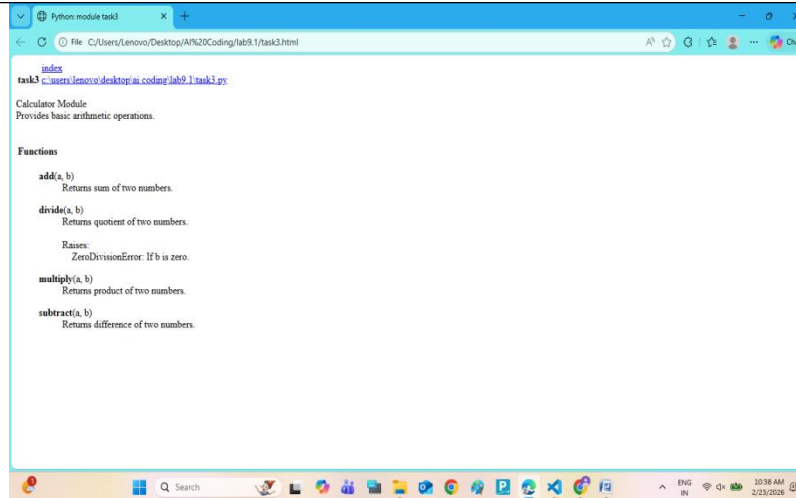 Python: module task3
File C:/Users/Lenovo/Desktop/AI%20Coding/lab9.1/task3.html
index
task3 c:\users\lenovo\desktop\ai coding\lab9.1\task3.py
Calculator Module
Provides basic arithmetic operations.
Functions
add(a, b)
Returns sum of two numbers.
divide(a, b)
Returns quotient of two numbers.
Raises:
ZeroDivisionError: If b is zero.
multiply(a, b)
Returns product of two numbers.
subtract(a, b)
Returns difference of two numbers.
Search
ENG
IN
10:38 AM
2/23/2026